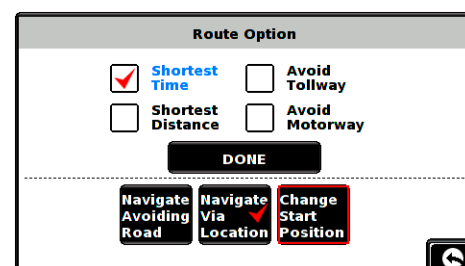 Route Option
Shortest Time
Avoid Tollway
Shortest Distance
Avoid Motorway
DONE
Navigate Avoiding Road
Navigate Via Location
Change Start Position